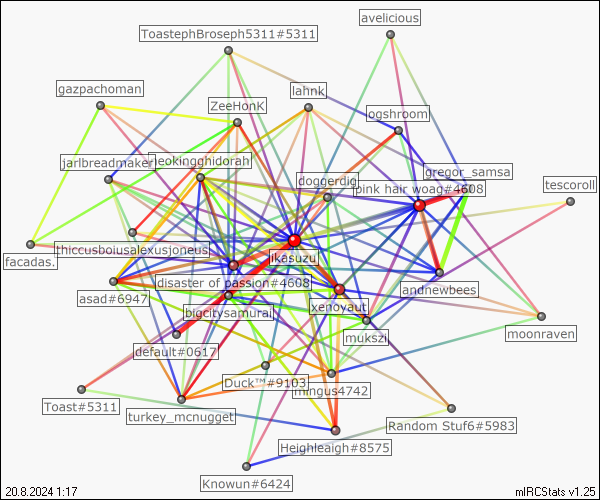 avelicious
ToastephBroseph5311#5311
gazpachoman
lahnk
ZeeHonK
ogshroom
jarlbreadmaker
leokingghidorah
gregor_samsa
doggerdig
pink hair woag#4608
tescoroll
thiccusbousalexusjoneus
ikasuzu
facadas.
disaster of passion#4608
andnewbees
asad#6947
xenoyaut
bigcitysamurai
mukszi
moonraven
default#0617
Duck™#9103
mingus4742
Toast#5311
turkey_mcnugget
Random Stuf6#5983
Heighleaigh#8575
Knowun#6424
20.8.2024 1:17
mIRCStats v1.25